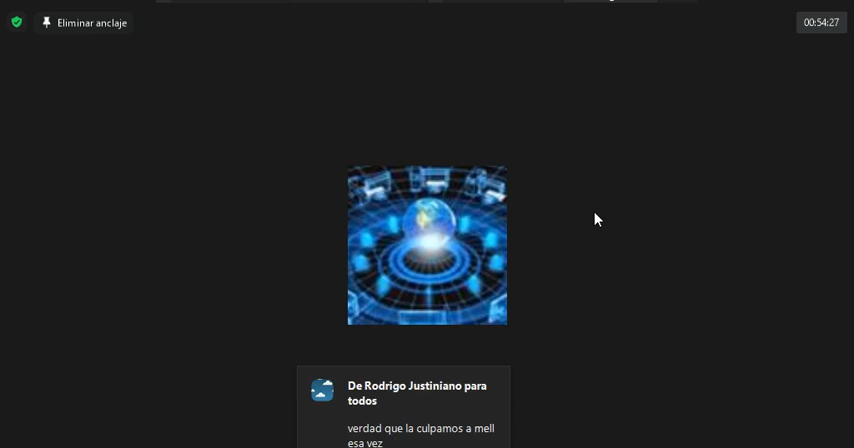 Eliminar anclaje
00:54:27
De Rodrigo Justiniano para
todos
verdad que la culpamos a mell
esa vez